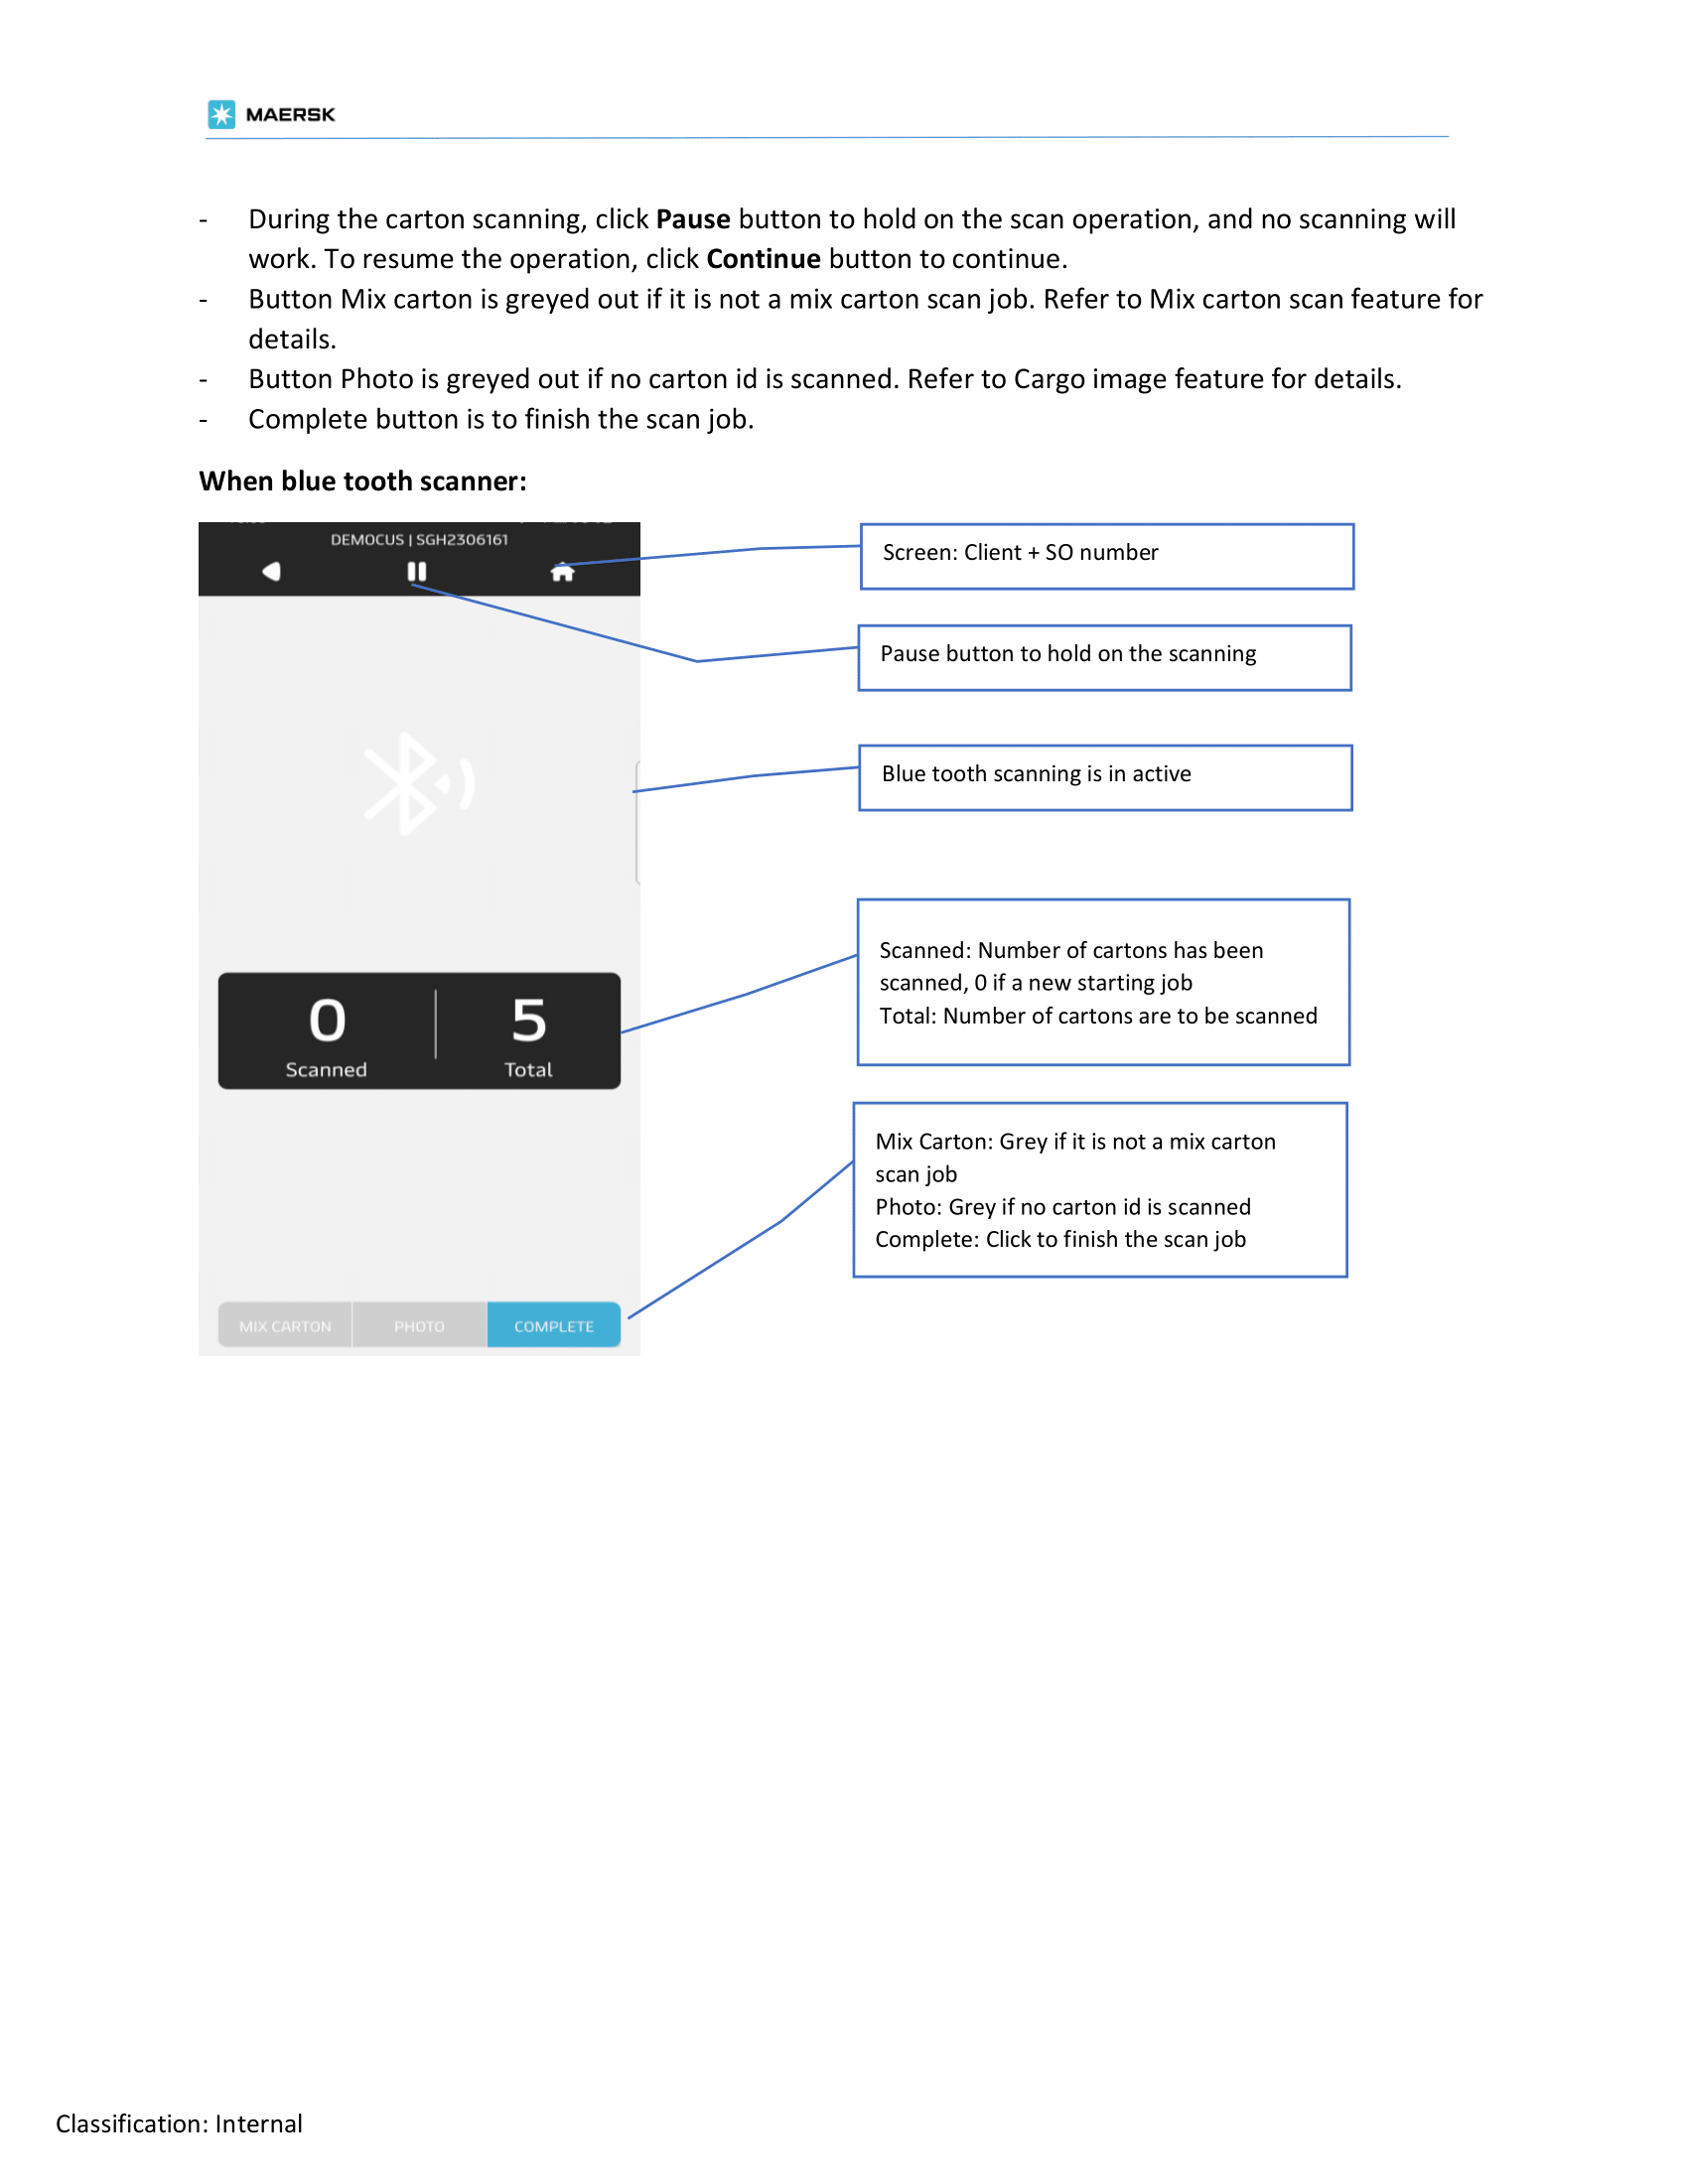 MAERSK
- During the carton scanning, click Pause button to hold on the scan operation, and no scanning will
work. To resume the operation, click Continue button to continue.
- Button Mix carton is greyed out if it is not a mix carton scan job. Refer to Mix carton scan feature for
details.
- Button Photo is greyed out if no carton id is scanned. Refer to Cargo image feature for details.
- Complete button is to finish the scan job.
When blue tooth scanner:
DEMOCUS | SGH2306161
Screen: Client + SO number
Pause button to hold on the scanning
Blue tooth scanning is in active
0
Scanned
5
Total
Scanned: Number of cartons has been
scanned, 0 if a new starting job
Total: Number of cartons are to be scanned
Mix Carton: Grey if it is not a mix carton
scan job
Photo: Grey if no carton id is scanned
Complete: Click to finish the scan job
MIX CARTON
PHOTO
COMPLETE
Classification: Internal